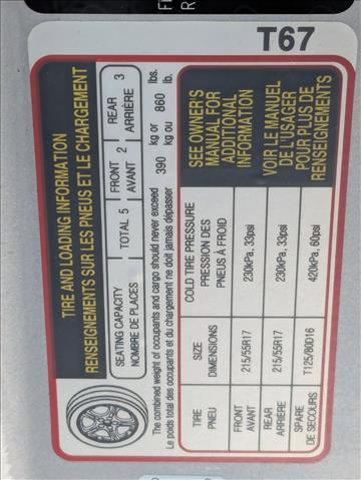 T67
TIRE AND LOADING INFORMATION
RENSEIGNEMENTS SUR LES PNEUS ET LE CHARGEMENT
SEATING CAPACITY
NOMBRE DE PLACES
TOTAL 5
FRONT
AVANT
2
REAR
ARRIÈRE
3
The combined weight of occupants and cargo should never exceed 390 kg or 860 lbs.
Le poids total des occupants et du chargement ne doit jamais dépasser 390 kg ou 860 lb.
TIRE
PNEU
SIZE
DIMENSIONS
COLD TIRE PRESSURE
PRESSION DES
PNEUS À FROID
FRONT
AVANT
215/55R17
230kPa, 33psi
REAR
ARRIÈRE
215/55R17
230kPa, 33psi
SPARE
DE SECOURS
T125/80D16
420kPa, 60psi
SEE OWNER'S
MANUAL FOR
ADDITIONAL
INFORMATION
VOIR LE MANUEL
DE L'USAGER
POUR PLUS DE
RENSEIGNEMENTS